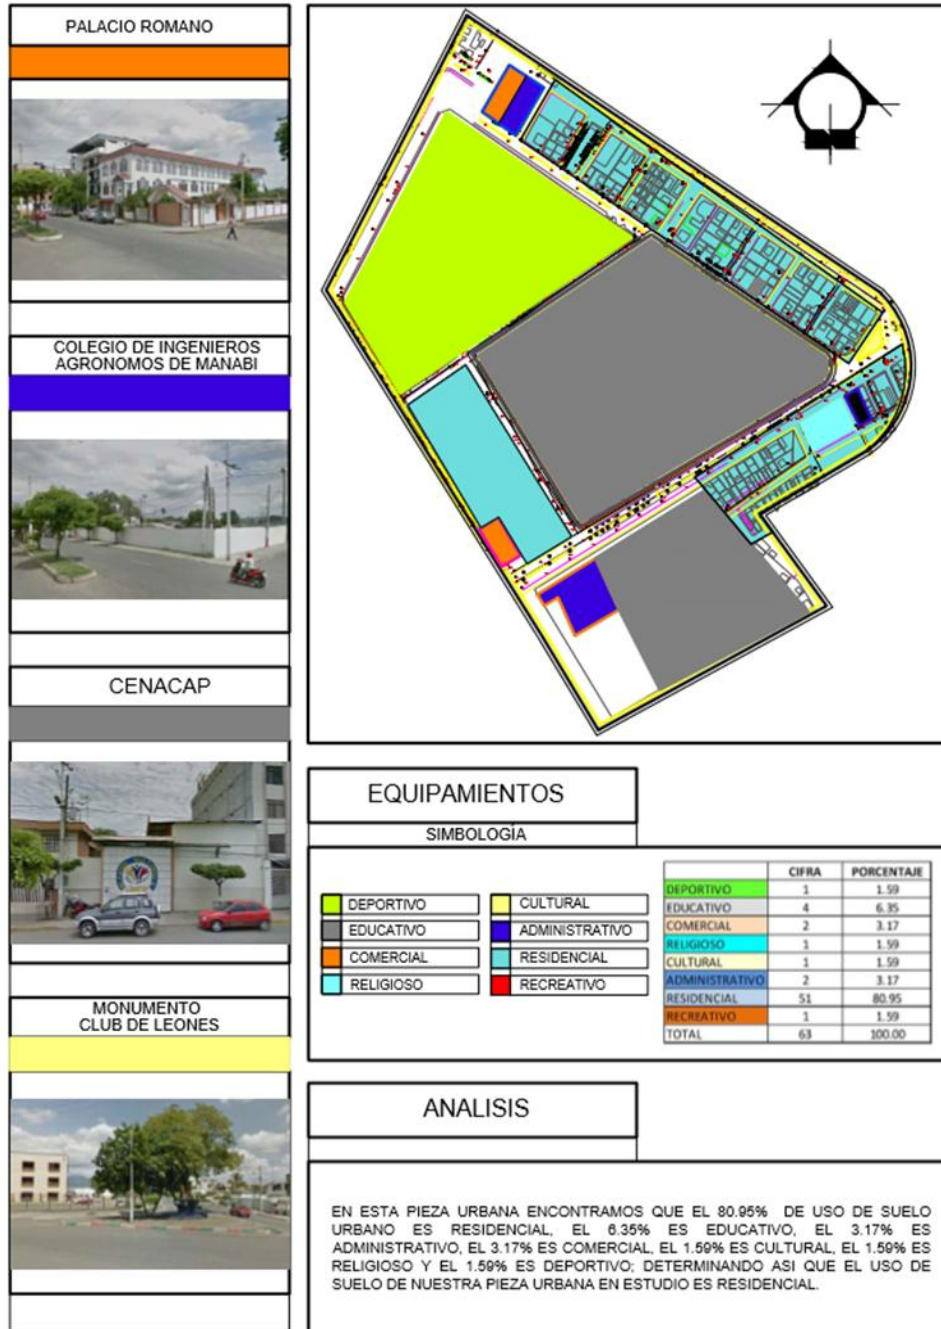 PALACIO ROMANO
COLEGIO DE INGENIEROS
AGRONOMOS DE MANABI
CENACAP
MONUMENTO
CLUB DE LEONES
EQUIPAMIENTOS
SIMBOLOGÍA
DEPORTIVO
EDUCATIVO
COMERCIAL
RELIGIOSO
CULTURAL
ADMINISTRATIVO
RESIDENCIAL
RECREATIVO
CIFRA PORCENTAJE
DEPORTIVO 1 1.59
EDUCATIVO 4 6.35
COMERCIAL 2 3.17
RELIGIOSO 1 1.59
CULTURAL 1 1.59
ADMINISTRATIVO 2 3.17
RESIDENCIAL 51 80.95
RECREATIVO 1 1.59
TOTAL 63 100.00
ANALISIS
EN ESTA PIEZA URBANA ENCONTRAMOS QUE EL 80.95% DE USO DE SUELO
URBANO ES RESIDENCIAL, EL 6.35% ES EDUCATIVO, EL 3.17% ES
ADMINISTRATIVO, EL 3.17% ES COMERCIAL, EL 1.59% ES CULTURAL, EL 1.59% ES
RELIGIOSO Y EL 1.59% ES DEPORTIVO; DETERMINANDO ASI QUE EL USO DE
SUELO DE NUESTRA PIEZA URBANA EN ESTUDIO ES RESIDENCIAL.